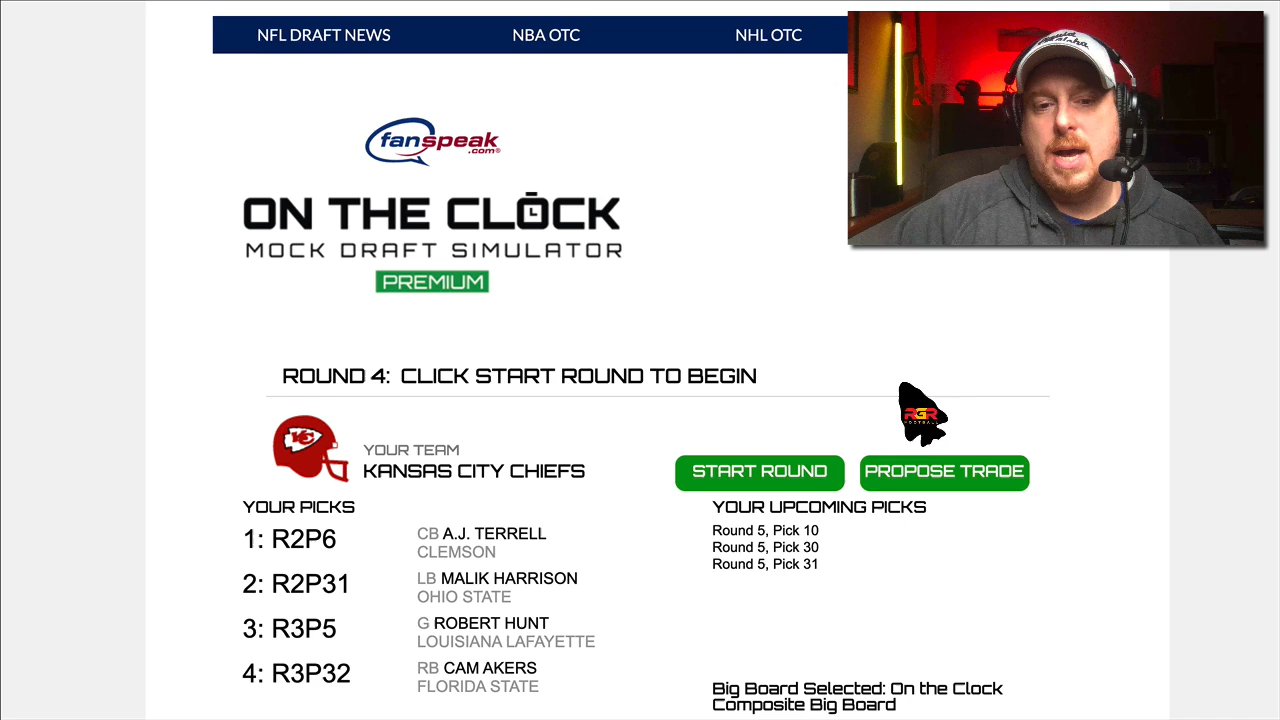 NFL DRAFT NEWS
NBA OTC
NHL OTC
fanspeak
.com®
ON THE CLOCK
MOCK DRAFT SIMULATOR
PREMIUM
ROUND 4: CLICK START ROUND TO BEGIN
RGR
FOOTBALL
YOUR TEAM
KANSAS CITY CHIEFS
START ROUND
PROPOSE TRADE
YOUR PICKS
1: R2P6
CB A.J. TERRELL
CLEMSON
2: R2P31
LB MALIK HARRISON
OHIO STATE
3: R3P5
G ROBERT HUNT
LOUISIANA LAFAYETTE
4: R3P32
RB CAM AKERS
FLORIDA STATE
YOUR UPCOMING PICKS
Round 5, Pick 10
Round 5, Pick 30
Round 5, Pick 31
Big Board Selected: On the Clock
Composite Big Board